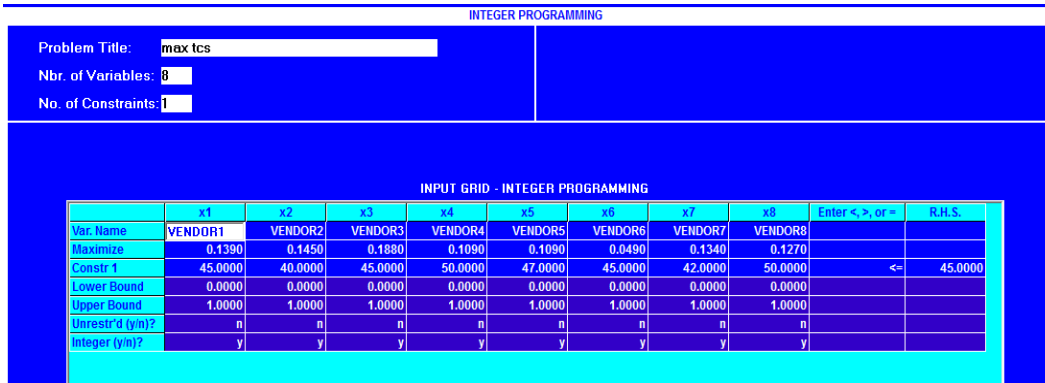 INTEGER PROGRAMMING
Problem Title: max tcs
Nbr. of Variables: 8
No. of Constraints: 1
INPUT GRID - INTEGER PROGRAMMING
x1 x2 x3 x4 x5 x6 x7 x8 Enter <, >, or = R.H.S.
Var. Name VENDOR1 VENDOR2 VENDOR3 VENDOR4 VENDOR5 VENDOR6 VENDOR7 VENDOR8
Maximize 0.1390 0.1450 0.1880 0.1090 0.1090 0.0490 0.1340 0.1270
Constr 1 45.0000 40.0000 45.0000 50.0000 47.0000 45.0000 42.0000 50.0000 <= 45.0000
Lower Bound 0.0000 0.0000 0.0000 0.0000 0.0000 0.0000 0.0000 0.0000
Upper Bound 1.0000 1.0000 1.0000 1.0000 1.0000 1.0000 1.0000 1.0000
Unrestr'd (y/n)? n n n n n n n n
Integer (y/n)? y y y y y y y y